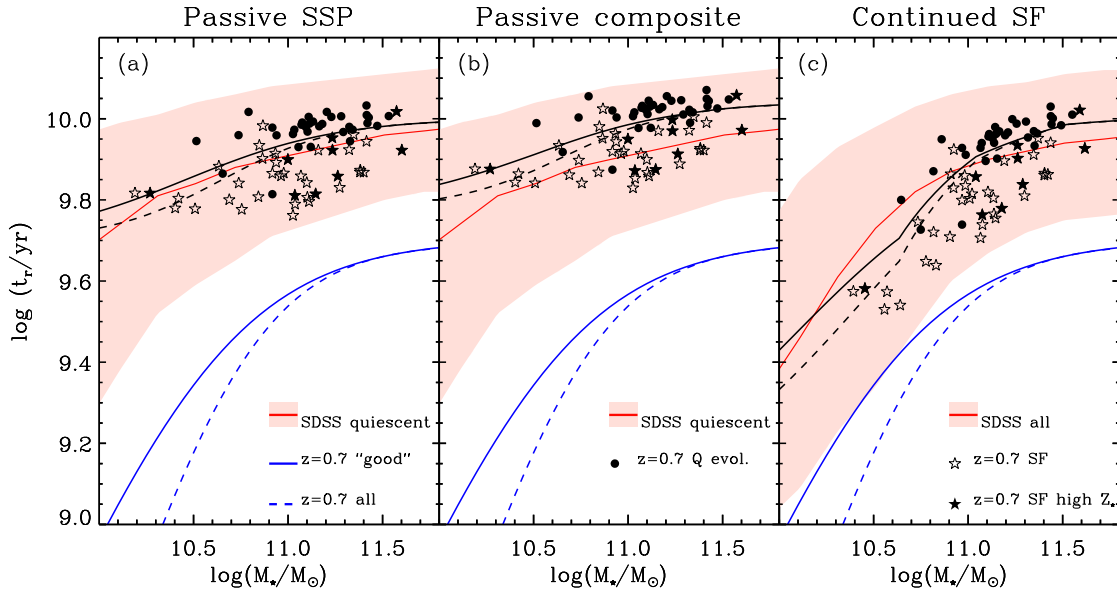 Passive SSP Passive composite Continued SF
(a) (b) (c)
10.0
9.8
9.6
9.4
9.2
9.0
log (t_r/yr)
SDSS quiescent
z=0.7 "good"
z=0.7 all
SDSS quiescent
z=0.7 Q evol.
SDSS all
z=0.7 SF
z=0.7 SF high Z⋆
10.5 11.0 11.5 10.5 11.0 11.5 10.5 11.0 11.5
log(M⋆/M⊙) log(M⋆/M⊙) log(M⋆/M⊙)